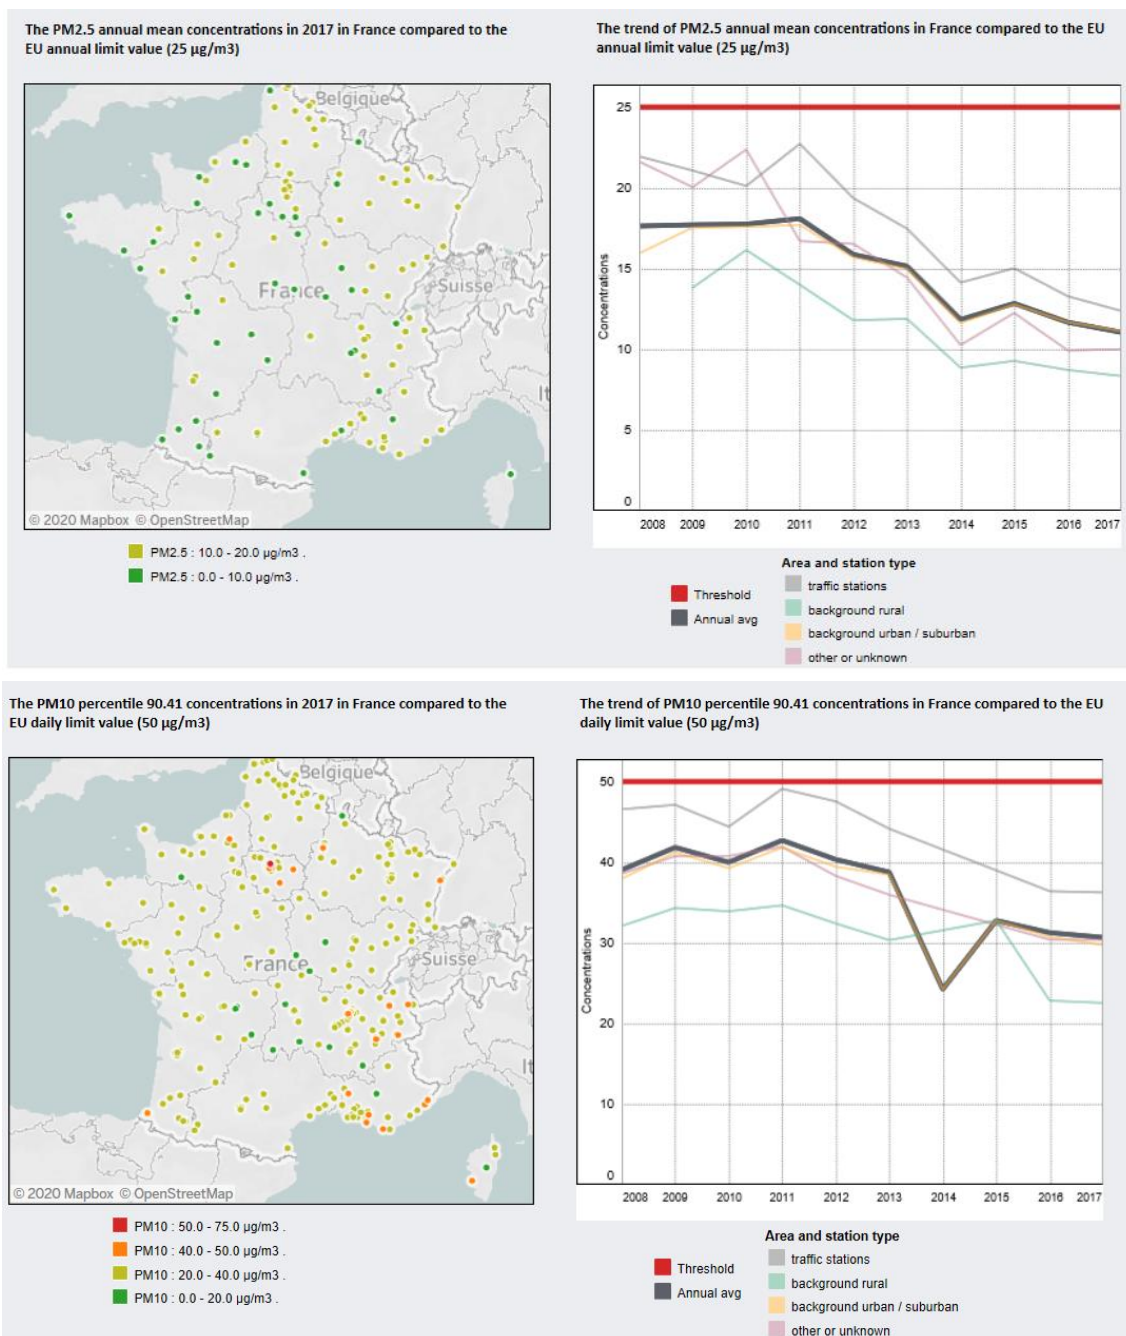 The PM2.5 annual mean concentrations in 2017 in France compared to the
EU annual limit value (25 µg/m3)
Belgique
France
Suisse
It
© 2020 Mapbox © OpenStreetMap
PM2.5 : 10.0 - 20.0 µg/m3 .
PM2.5 : 0.0 - 10.0 µg/m3 .
The trend of PM2.5 annual mean concentrations in France compared to the EU
annual limit value (25 µg/m3)
25
20
15
10
5
0
Concentrations
2008 2009 2010 2011 2012 2013 2014 2015 2016 2017
Area and station type
Threshold
Annual avg
traffic stations
background rural
background urban / suburban
other or unknown
The PM10 percentile 90.41 concentrations in 2017 in France compared to the
EU daily limit value (50 µg/m3)
Belgique
France
Suisse
It
© 2020 Mapbox © OpenStreetMap
PM10 : 50.0 - 75.0 µg/m3 .
PM10 : 40.0 - 50.0 µg/m3 .
PM10 : 20.0 - 40.0 µg/m3 .
PM10 : 0.0 - 20.0 µg/m3 .
The trend of PM10 percentile 90.41 concentrations in France compared to the EU
daily limit value (50 µg/m3)
50
40
30
20
10
0
Concentrations
2008 2009 2010 2011 2012 2013 2014 2015 2016 2017
Area and station type
Threshold
Annual avg
traffic stations
background rural
background urban / suburban
other or unknown